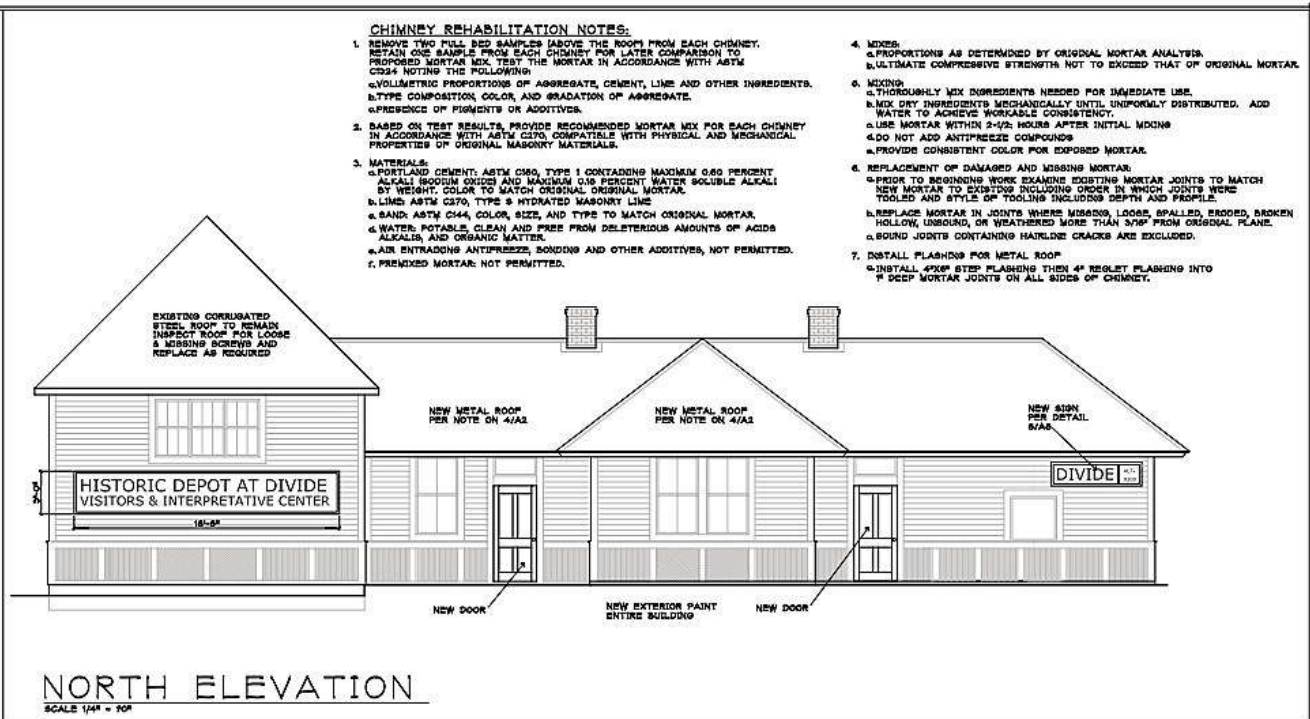 CHIMNEY REHABILITATION NOTES:
1. REMOVE TWO FULL BED SAMPLES (ABOVE THE ROOF) FROM EACH CHIMNEY.
RETAIN ONE SAMPLE FROM EACH CHIMNEY FOR LATER COMPARISON TO
PROPOSED MORTAR MIX. TEST THE MORTAR IN ACCORDANCE WITH ASTM
C1324 NOTING THE FOLLOWING:
a. VOLUMETRIC PROPORTIONS OF AGGREGATE, CEMENT, LIME AND OTHER INGREDIENTS.
b. TYPE COMPOSITION, COLOR, AND GRADATION OF AGGREGATE.
c. PRESENCE OF PIGMENTS OR ADDITIVES.
2. BASED ON TEST RESULTS, PROVIDE RECOMMENDED MORTAR MIX FOR EACH CHIMNEY
IN ACCORDANCE WITH ASTM C270, COMPATIBLE WITH PHYSICAL AND MECHANICAL
PROPERTIES OF ORIGINAL MASONRY MATERIALS.
3. MATERIALS:
a. PORTLAND CEMENT: ASTM C150, TYPE 1 CONTAINING MAXIMUM 0.60 PERCENT
ALKALI (SODIUM OXIDE) AND MAXIMUM 0.15 PERCENT WATER SOLUBLE ALKALI
BY WEIGHT. COLOR TO MATCH ORIGINAL ORIGINAL MORTAR.
b. LIME: ASTM C270, TYPE S HYDRATED MASONRY LIME
c. SAND: ASTM C144, COLOR, SIZE, AND TYPE TO MATCH ORIGINAL MORTAR.
d. WATER: POTABLE, CLEAN AND FREE FROM DELETERIOUS AMOUNTS OF ACIDS
ALKALIS, AND ORGANIC MATTER.
e. AIR ENTRAINING ANTIFREEZE, BONDING AND OTHER ADDITIVES, NOT PERMITTED.
f. PREMIXED MORTAR: NOT PERMITTED.
4. MIXES:
a. PROPORTIONS AS DETERMINED BY ORIGINAL MORTAR ANALYSIS.
b. ULTIMATE COMPRESSIVE STRENGTH: NOT TO EXCEED THAT OF ORIGINAL MORTAR.
5. MIXING:
a. THOROUGHLY MIX INGREDIENTS NEEDED FOR IMMEDIATE USE.
b. MIX DRY INGREDIENTS MECHANICALLY UNTIL UNIFORMLY DISTRIBUTED. ADD
WATER TO ACHIEVE WORKABLE CONSISTENCY.
c. USE MORTAR WITHIN 2-1/2; HOURS AFTER INITIAL MIXING
d. DO NOT ADD ANTIFREEZE COMPOUNDS
e. PROVIDE CONSISTENT COLOR FOR EXPOSED MORTAR.
6. REPLACEMENT OF DAMAGED AND MISSING MORTAR:
a. PRIOR TO BEGINNING WORK EXAMINE EXISTING MORTAR JOINTS TO MATCH
NEW MORTAR TO EXISTING INCLUDING ORDER IN WHICH JOINTS WERE
TOOLED AND STYLE OF TOOLING INCLUDING DEPTH AND PROFILE.
b. REPLACE MORTAR IN JOINTS WHERE MISSING, LOOSE, SPALLED, ERODED, BROKEN
HOLLOW, UNSOUND, OR WEATHERED MORE THAN 3/16" FROM ORIGINAL PLANE.
c. SOUND JOINTS CONTAINING HAIRLINE CRACKS ARE EXCLUDED.
7. INSTALL FLASHING FOR METAL ROOF
a. INSTALL 4"X6" STEP FLASHING THEN 4" REGLET FLASHING INTO
1" DEEP MORTAR JOINTS ON ALL SIDES OF CHIMNEY.
EXISTING CORRUGATED
STEEL ROOF TO REMAIN
INSPECT ROOF FOR LOOSE
& MISSING SCREWS AND
REPLACE AS REQUIRED
NEW METAL ROOF
PER NOTE ON 4/A2
NEW METAL ROOF
PER NOTE ON 4/A2
NEW SIGN
PER DETAIL
HISTORIC DEPOT AT DIVIDE
VISITORS & INTERPRETATIVE CENTER
DIVIDE
NEW DOOR
NEW EXTERIOR PAINT
ENTIRE BUILDING
NEW DOOR
NORTH ELEVATION
SCALE 1/4" =